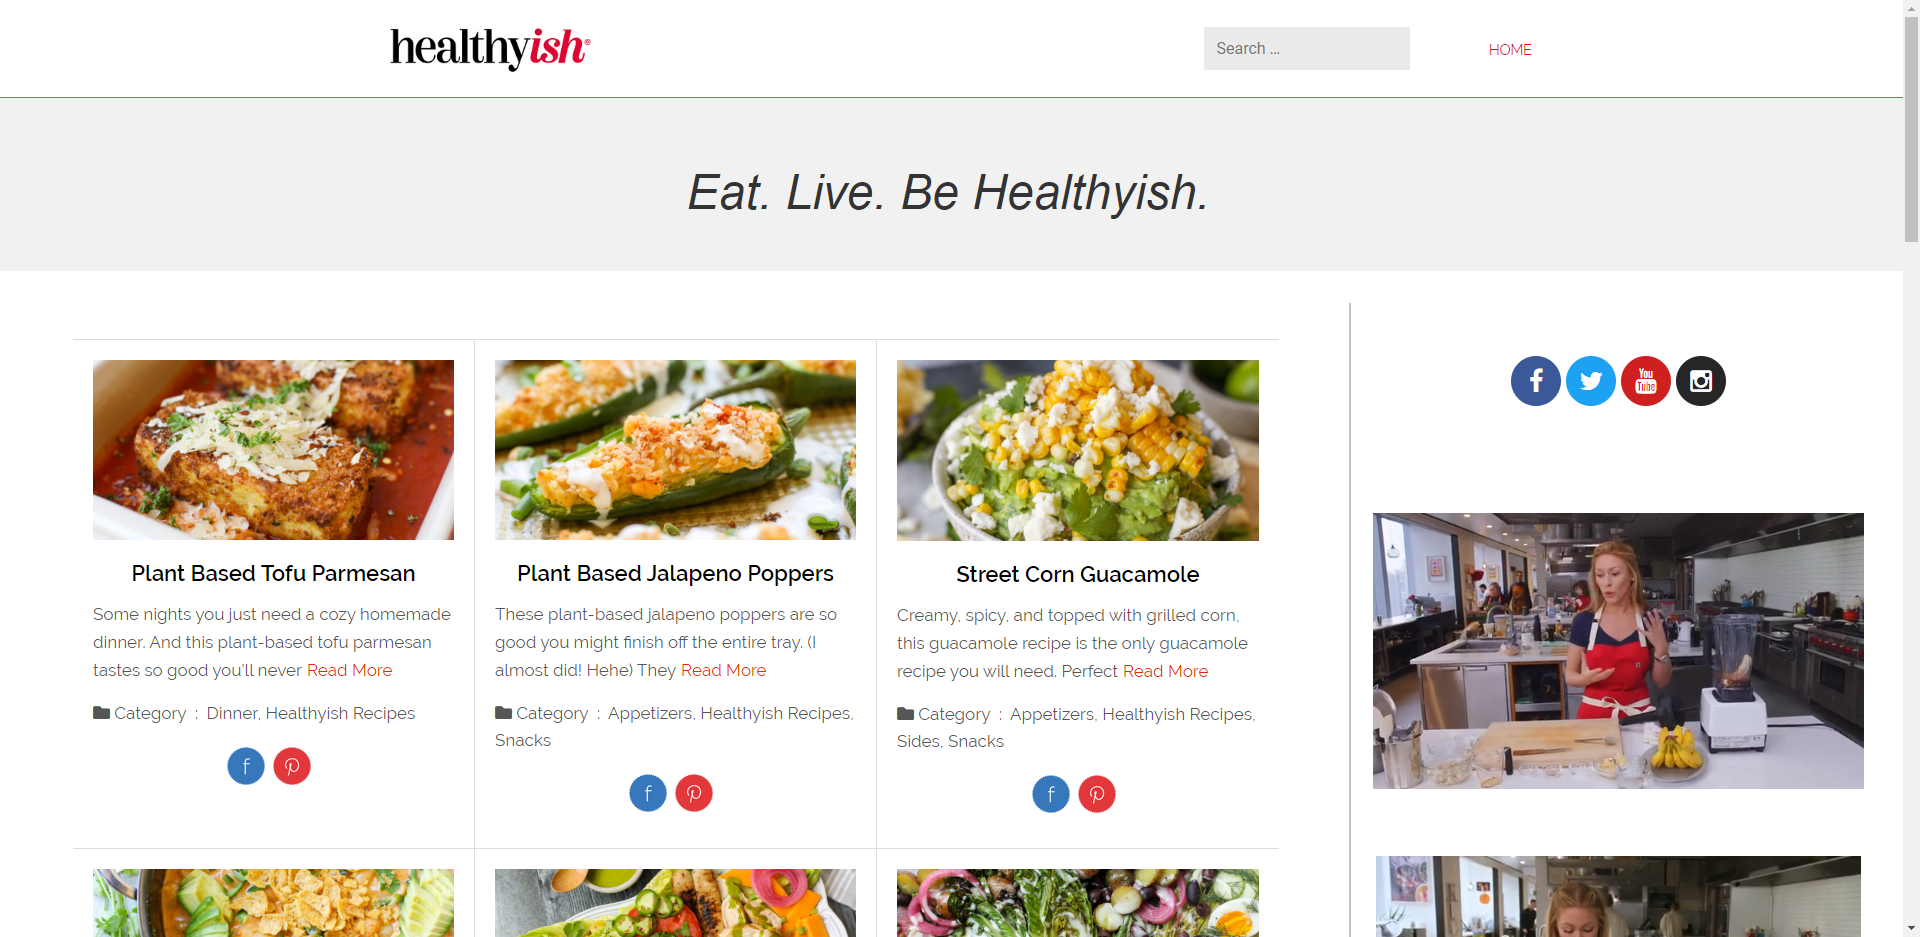 healthyish®
Search ...
HOME
Eat. Live. Be Healthyish.
Plant Based Tofu Parmesan
Some nights you just need a cozy homemade
dinner. And this plant-based tofu parmesan
tastes so good you'll never Read More
Category : Dinner, Healthyish Recipes
Plant Based Jalapeno Poppers
These plant-based jalapeno poppers are so
good you might finish off the entire tray. (I
almost did! Hehe) They Read More
Category : Appetizers, Healthyish Recipes,
Snacks
Street Corn Guacamole
Creamy, spicy, and topped with grilled corn,
this guacamole recipe is the only guacamole
recipe you will need. Perfect Read More
Category : Appetizers, Healthyish Recipes,
Sides, Snacks
You
Tube